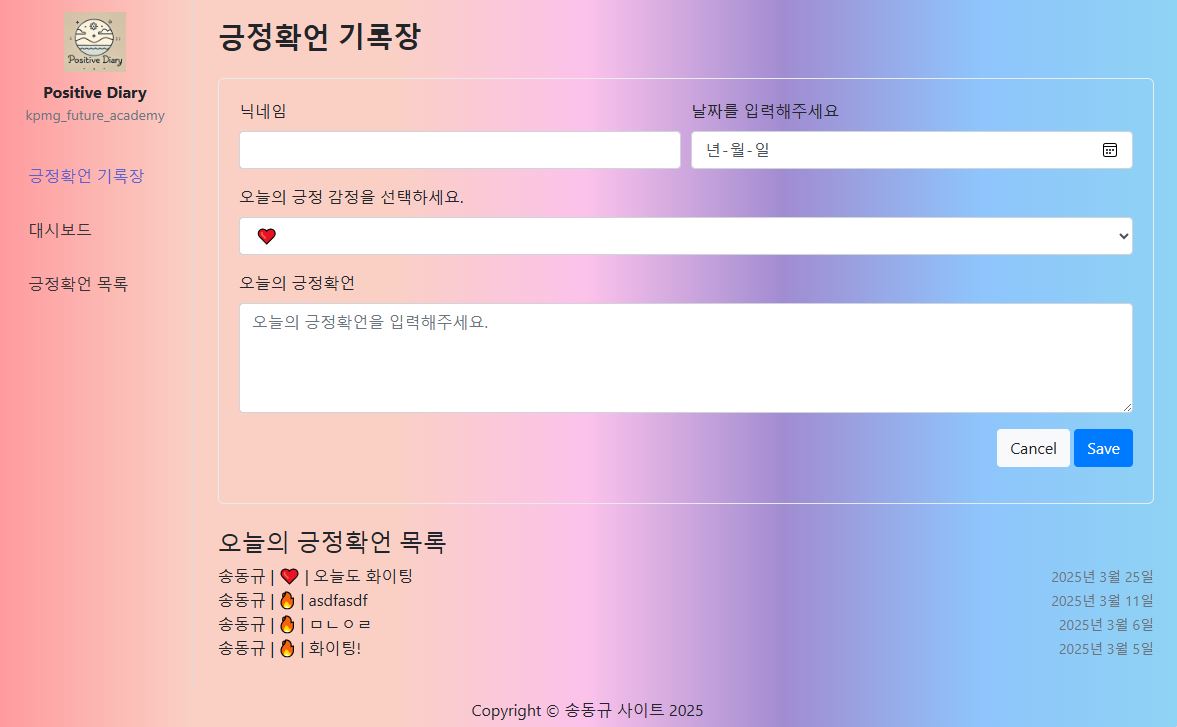 Positive Diary
Positive Diary
kpmg_future_academy
긍정확언 기록장
대시보드
긍정확언 목록
긍정확언 기록장
닉네임
날짜를 입력해주세요
년-월-일
오늘의 긍정 감정을 선택하세요.
❤️
오늘의 긍정확언
오늘의 긍정확언을 입력해주세요.
Cancel Save
오늘의 긍정확언 목록
송동규 | ❤️ | 오늘도 화이팅 2025년 3월 25일
송동규 | 🔥 | asdfasdf 2025년 3월 11일
송동규 | 🔥 | ㅁㄴㅇㄹ 2025년 3월 6일
송동규 | 🔥 | 화이팅! 2025년 3월 5일
Copyright © 송동규 사이트 2025